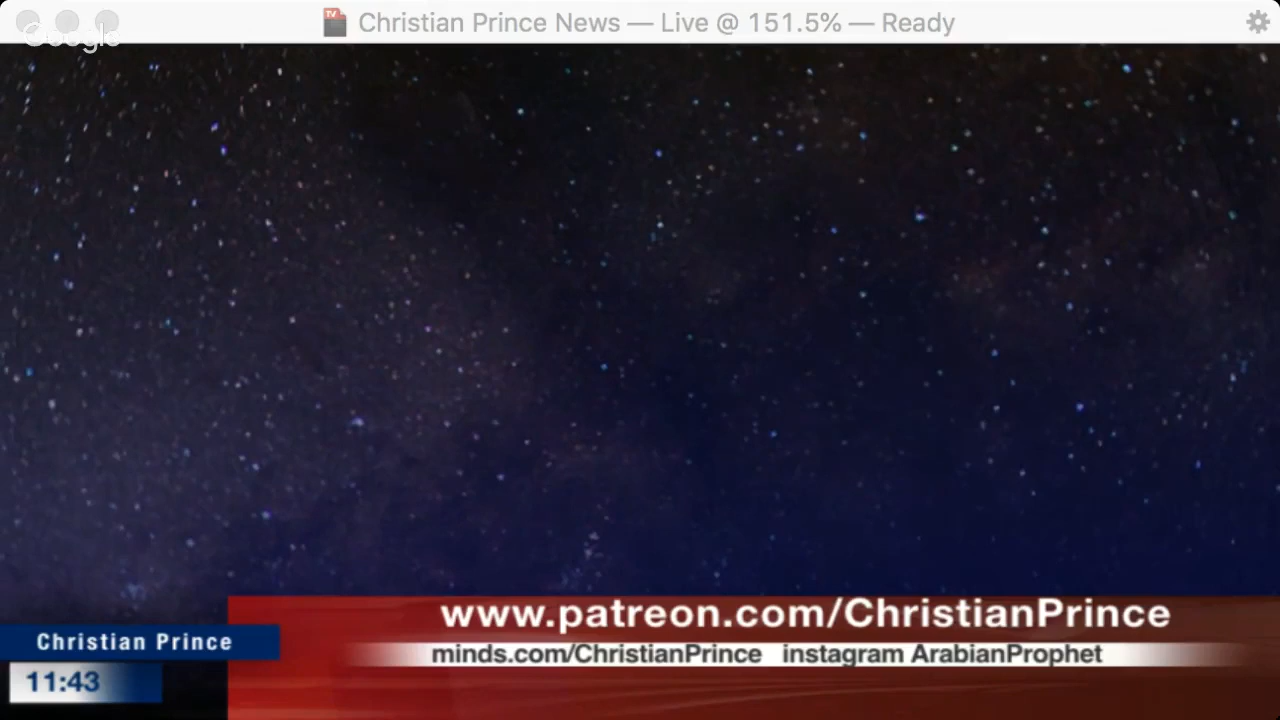 Christian Prince News — Live @ 151.5% — Ready
Google
www.patreon.com/ChristianPrince
Christian Prince
minds.com/ChristianPrince instagram ArabianProphet
11:43